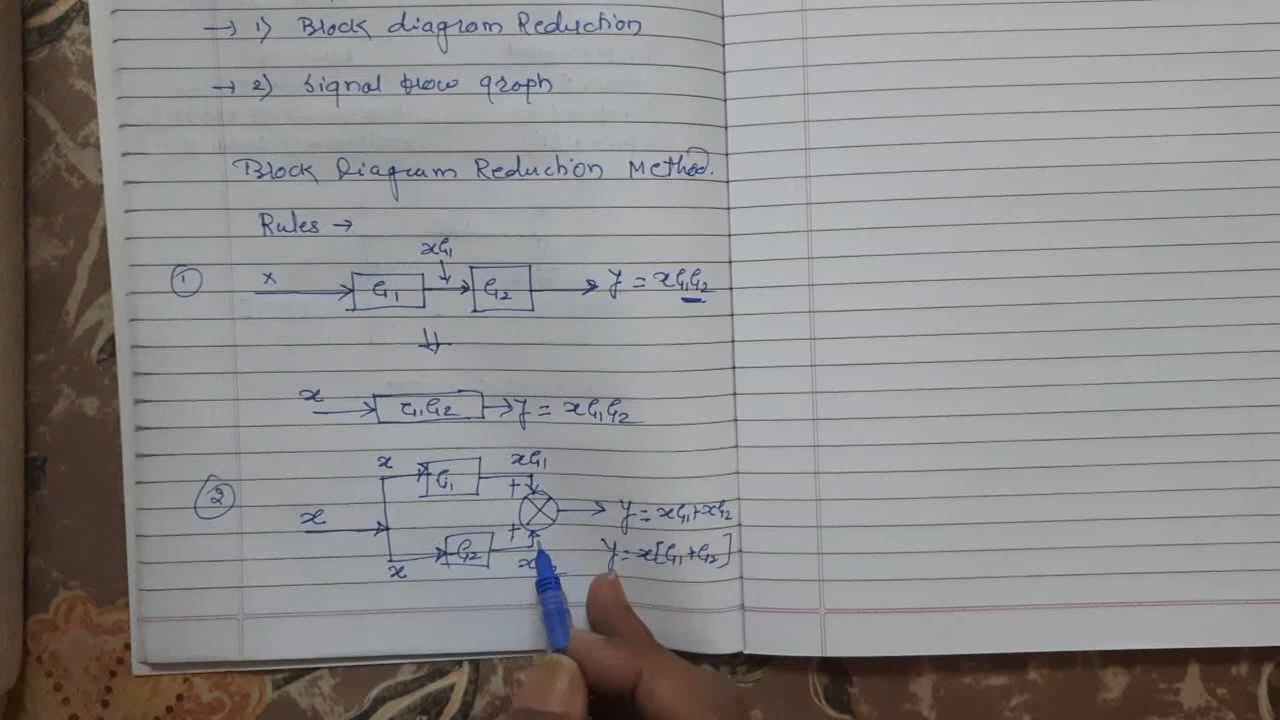 → 1) Block diagram Reduction
→ 2) Signal flow graph
Block Diagram Reduction Method.
Rules →
xG1
① x G1 G2 y = xG1G2
x G1G2 y = xG1G2
x G1 xG1
② x + + y = xG1+xG2
x G2 y = x[G1+G2]